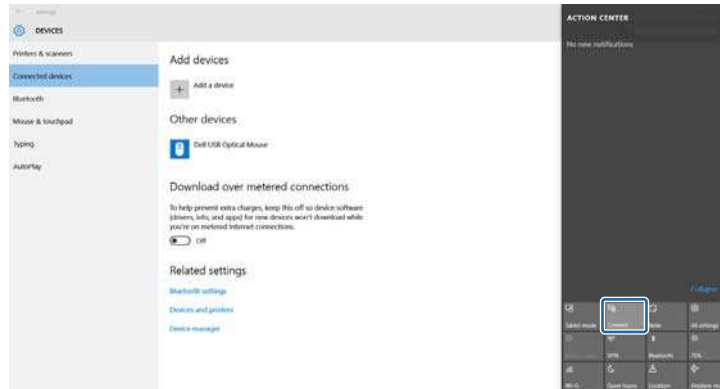 Settings
DEVICES
Printers & scanners
Connected devices
Bluetooth
Mouse & touchpad
Typing
AutoPlay
Add devices
Add a device
Other devices
Dell USB Optical Mouse
Download over metered connections
To help prevent extra charges, keep this off so device software
(drivers, info, and apps) for new devices won't download while
you're on metered Internet connections.
Off
Related settings
Bluetooth settings
Devices and printers
Device manager
ACTION CENTER
No new notifications
Collapse
Tablet mode
Connect
Note
All settings
VPN
Bluetooth
70%
Wi-Fi
Quiet hours
Location
Airplane mo